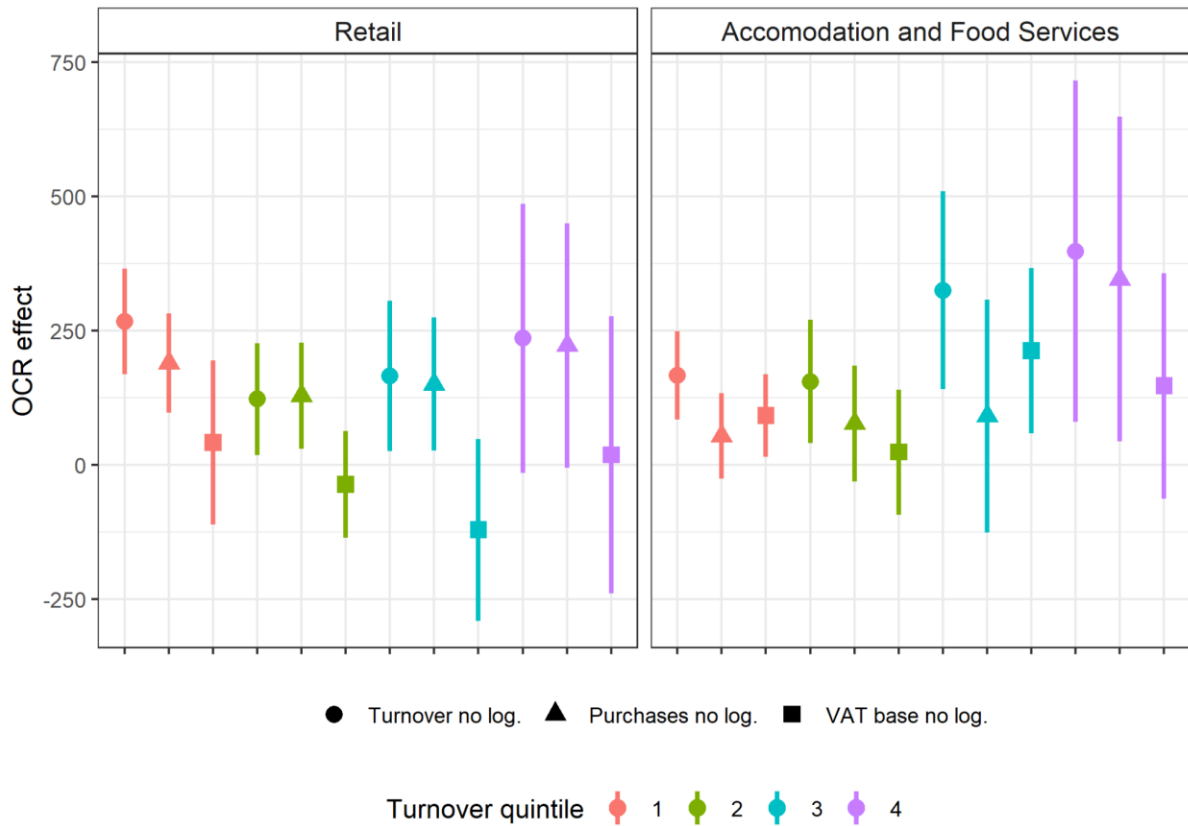 Retail
Accomodation and Food Services
OCR effect
750
500
250
0
-250
Turnover no log.
Purchases no log.
VAT base no log.
Turnover quintile
1
2
3
4